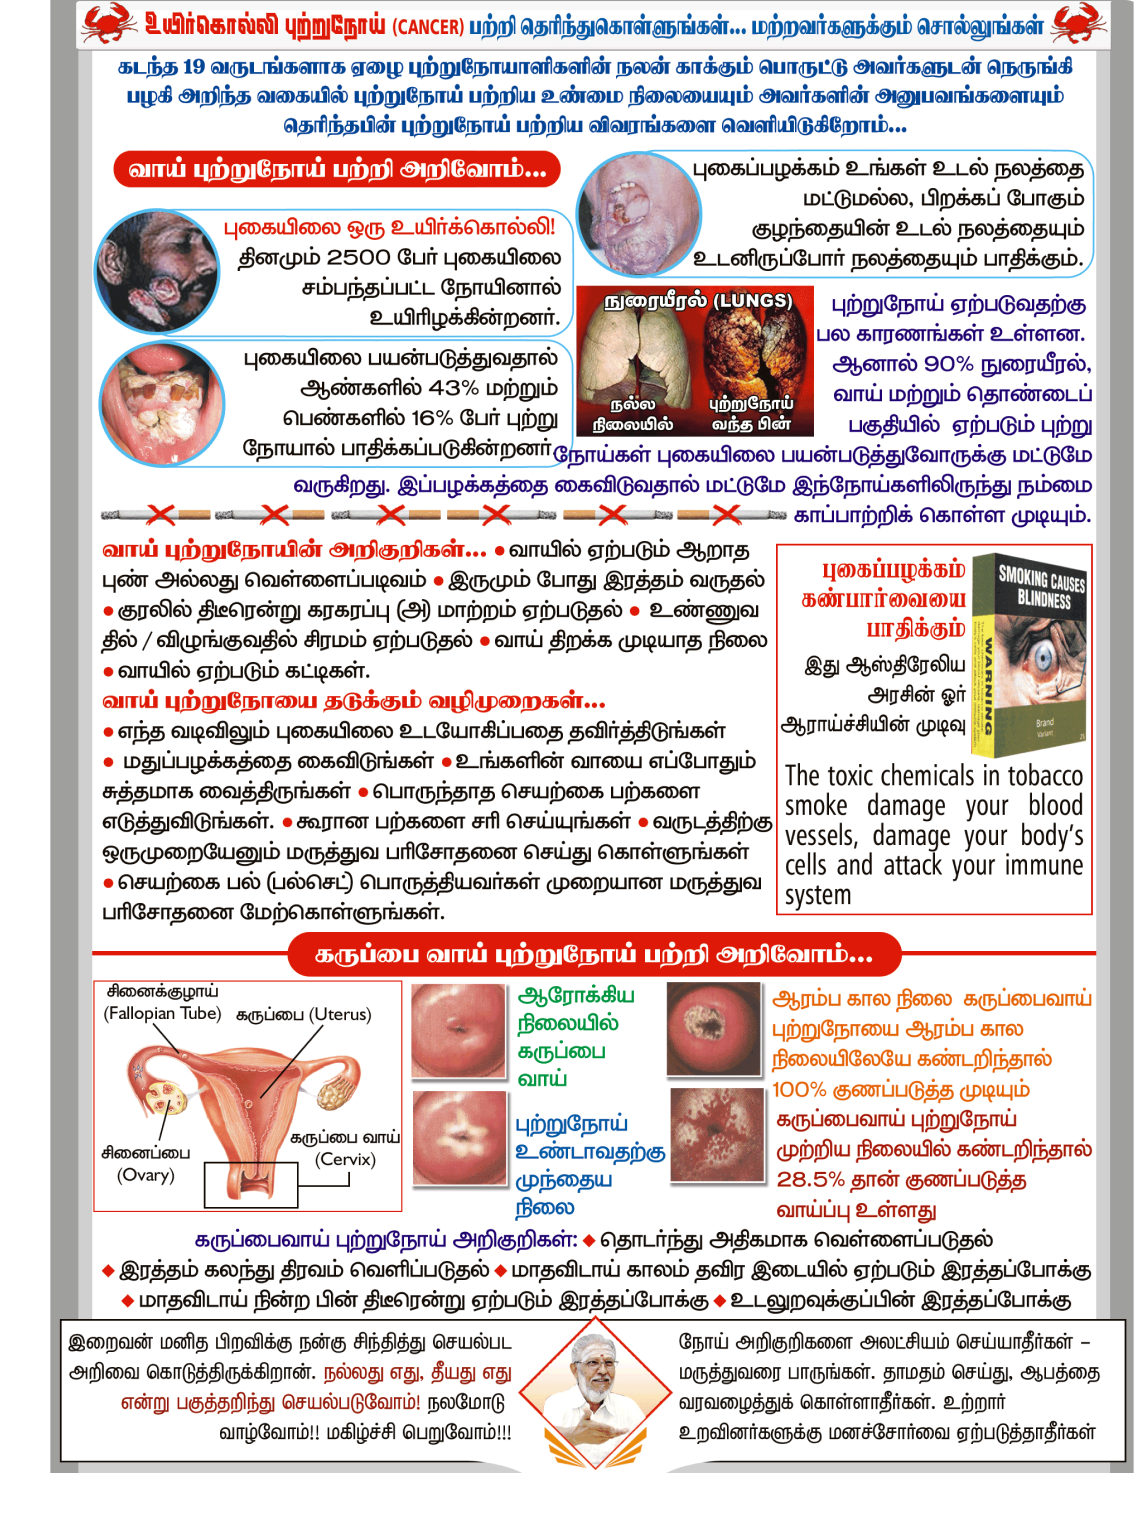 உயிர்கொல்லி புற்றுநோய் (CANCER) பற்றி தெரிந்துகொள்ளுங்கள்... மற்றவர்களுக்கும் சொல்லுங்கள்
கடந்த 19 வருடங்களாக ஏழை புற்றுநோயாளிகளின் நலன் காக்கும் பொருட்டு அவர்களுடன் நெருங்கி
பழகி அறிந்த வகையில் புற்றுநோய் பற்றிய உண்மை நிலையையும் அவர்களின் அனுபவங்களையும்
தெரிந்தபின் புற்றுநோய் பற்றிய விவரங்களை வெளியிடுகிறோம்...
வாய் புற்றுநோய் பற்றி அறிவோம்...
புகையிலை ஒரு உயிர்க்கொல்லி!
தினமும் 2500 பேர் புகையிலை
சம்பந்தப்பட்ட நோயினால்
உயிரிழக்கின்றனர்.
புகையிலை பயன்படுத்துவதால்
ஆண்களில் 43% மற்றும்
பெண்களில் 16% பேர் புற்று
நோயால் பாதிக்கப்படுகின்றனர்
புகைப்பழக்கம் உங்கள் உடல் நலத்தை
மட்டுமல்ல, பிறக்கப் போகும்
குழந்தையின் உடல் நலத்தையும்
உடனிருப்போர் நலத்தையும் பாதிக்கும்.
நுரையீரல் (LUNGS)
நல்ல
நிலையில்
புற்றுநோய்
வந்த பின்
புற்றுநோய் ஏற்படுவதற்கு
பல காரணங்கள் உள்ளன.
ஆனால் 90% நுரையீரல்,
வாய் மற்றும் தொண்டைப்
பகுதியில் ஏற்படும் புற்று
நோய்கள் புகையிலை பயன்படுத்துவோருக்கு மட்டுமே
வருகிறது. இப்பழக்கத்தை கைவிடுவதால் மட்டுமே இந்நோய்களிலிருந்து நம்மை
காப்பாற்றிக் கொள்ள முடியும்.
வாய் புற்றுநோயின் அறிகுறிகள்... ● வாயில் ஏற்படும் ஆறாத
புண் அல்லது வெள்ளைப்படிவம் ● இருமும் போது இரத்தம் வருதல்
● குரலில் திடீரென்று கரகரப்பு (அ) மாற்றம் ஏற்படுதல் ● உண்ணுவ
தில் / விழுங்குவதில் சிரமம் ஏற்படுதல் ● வாய் திறக்க முடியாத நிலை
● வாயில் ஏற்படும் கட்டிகள்.
வாய் புற்றுநோயை தடுக்கும் வழிமுறைகள்...
● எந்த வடிவிலும் புகையிலை உடயோகிப்பதை தவிர்த்திடுங்கள்
● மதுப்பழக்கத்தை கைவிடுங்கள் ● உங்களின் வாயை எப்போதும்
சுத்தமாக வைத்திருங்கள் ● பொருந்தாத செயற்கை பற்களை
எடுத்துவிடுங்கள். ● கூரான பற்களை சரி செய்யுங்கள் ● வருடத்திற்கு
ஒருமுறையேனும் மருத்துவ பரிசோதனை செய்து கொள்ளுங்கள்
● செயற்கை பல் (பல்செட்) பொருத்தியவர்கள் முறையான மருத்துவ
பரிசோதனை மேற்கொள்ளுங்கள்.
புகைப்பழக்கம்
கண்பார்வையை
பாதிக்கும்
இது ஆஸ்திரேலிய
அரசின் ஓர்
ஆராய்ச்சியின் முடிவு
SMOKING CAUSES
BLINDNESS
WARNING
Brand
Variant
The toxic chemicals in tobacco
smoke damage your blood
vessels, damage your body's
cells and attack your immune
system
கருப்பை வாய் புற்றுநோய் பற்றி அறிவோம்...
சினைக்குழாய்
(Fallopian Tube)
கருப்பை (Uterus)
சினைப்பை
(Ovary)
கருப்பை வாய்
(Cervix)
ஆரோக்கிய
நிலையில்
கருப்பை
வாய்
புற்றுநோய்
உண்டாவதற்கு
முந்தைய
நிலை
ஆரம்ப கால நிலை கருப்பைவாய்
புற்றுநோயை ஆரம்ப கால
நிலையிலேயே கண்டறிந்தால்
100% குணப்படுத்த முடியும்
கருப்பைவாய் புற்றுநோய்
முற்றிய நிலையில் கண்டறிந்தால்
28.5% தான் குணப்படுத்த
வாய்ப்பு உள்ளது
கருப்பைவாய் புற்றுநோய் அறிகுறிகள்: ◆ தொடர்ந்து அதிகமாக வெள்ளைப்படுதல்
◆ இரத்தம் கலந்து திரவம் வெளிப்படுதல் ◆ மாதவிடாய் காலம் தவிர இடையில் ஏற்படும் இரத்தப்போக்கு
◆ மாதவிடாய் நின்ற பின் திடீரென்று ஏற்படும் இரத்தப்போக்கு ◆ உடலுறவுக்குப்பின் இரத்தப்போக்கு
இறைவன் மனித பிறவிக்கு நன்கு சிந்தித்து செயல்பட
அறிவை கொடுத்திருக்கிறான். நல்லது எது, தீயது எது
என்று பகுத்தறிந்து செயல்படுவோம்! நலமோடு
வாழ்வோம்!! மகிழ்ச்சி பெறுவோம்!!!
நோய் அறிகுறிகளை அலட்சியம் செய்யாதீர்கள் –
மருத்துவரை பாருங்கள். தாமதம் செய்து, ஆபத்தை
வரவழைத்துக் கொள்ளாதீர்கள். உற்றார்
உறவினர்களுக்கு மனச்சோர்வை ஏற்படுத்தாதீர்கள்